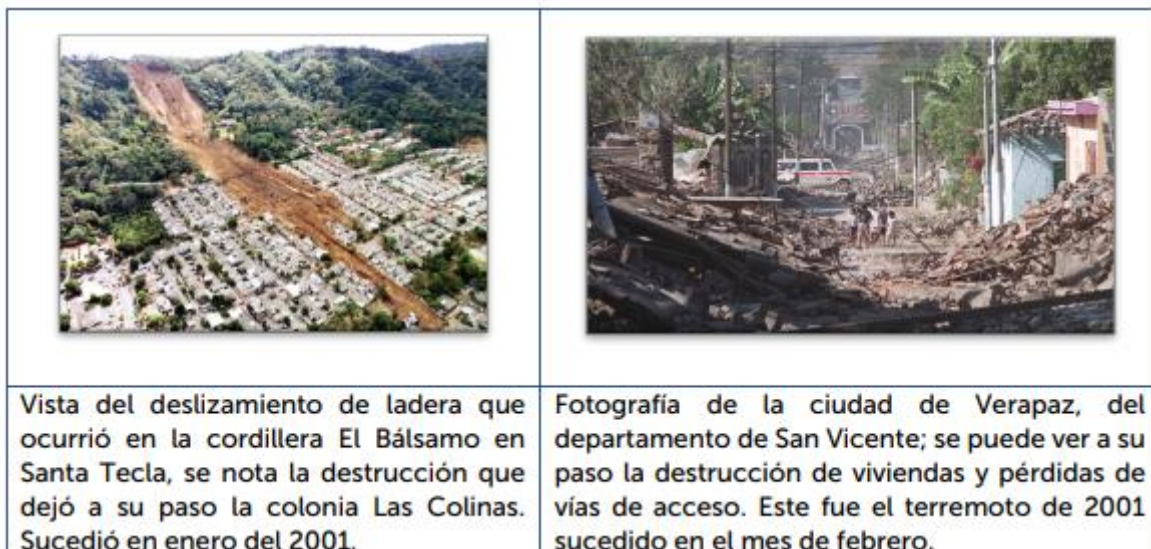 Vista del deslizamiento de ladera que
ocurrió en la cordillera El Bálsamo en
Santa Tecla, se nota la destrucción que
dejó a su paso la colonia Las Colinas.
Sucedió en enero del 2001.
Fotografía de la ciudad de Verapaz, del
departamento de San Vicente; se puede ver a su
paso la destrucción de viviendas y pérdidas de
vías de acceso. Este fue el terremoto de 2001
sucedido en el mes de febrero.